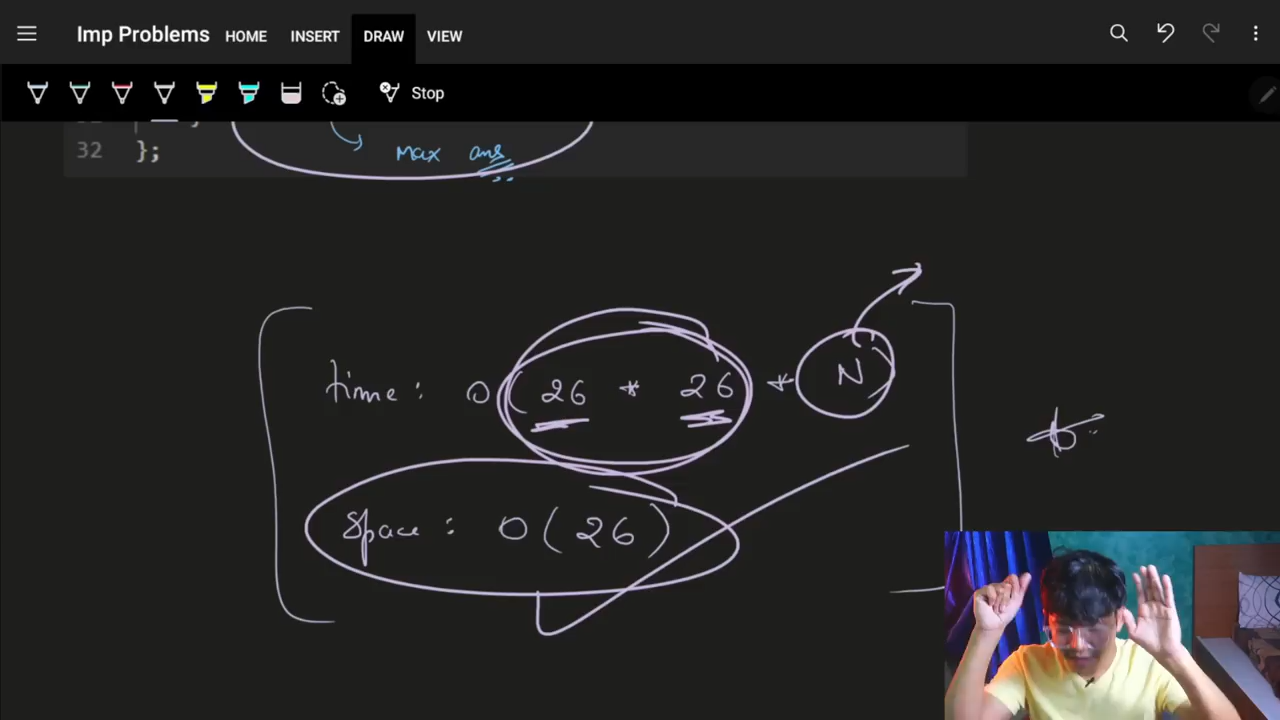 Imp Problems HOME INSERT DRAW VIEW
Stop
32 };
Max ans
time : O ( 26 * 26 * N )
space : O ( 26 )